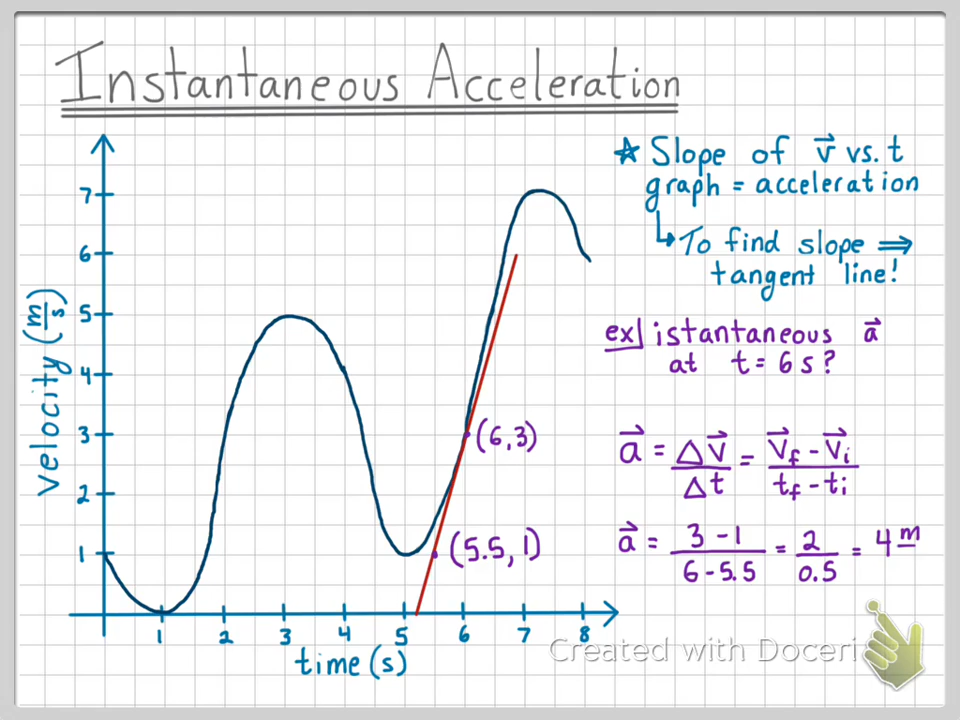 Instantaneous Acceleration
★ Slope of v⃗ vs. t
graph = acceleration
↳ To find slope ⇒
tangent line!
ex| istantaneous a⃗
at t = 6 s?
a⃗ = Δv⃗/Δt = (v⃗f - v⃗i)/(tf - ti)
a⃗ = (3 - 1)/(6 - 5.5) = 2/0.5 = 4 m
velocity (m/s)
7
6
5
4
3
2
1
(6,3)
(5.5, 1)
1 2 3 4 5 6 7 8
time (s)
Created with Doceri